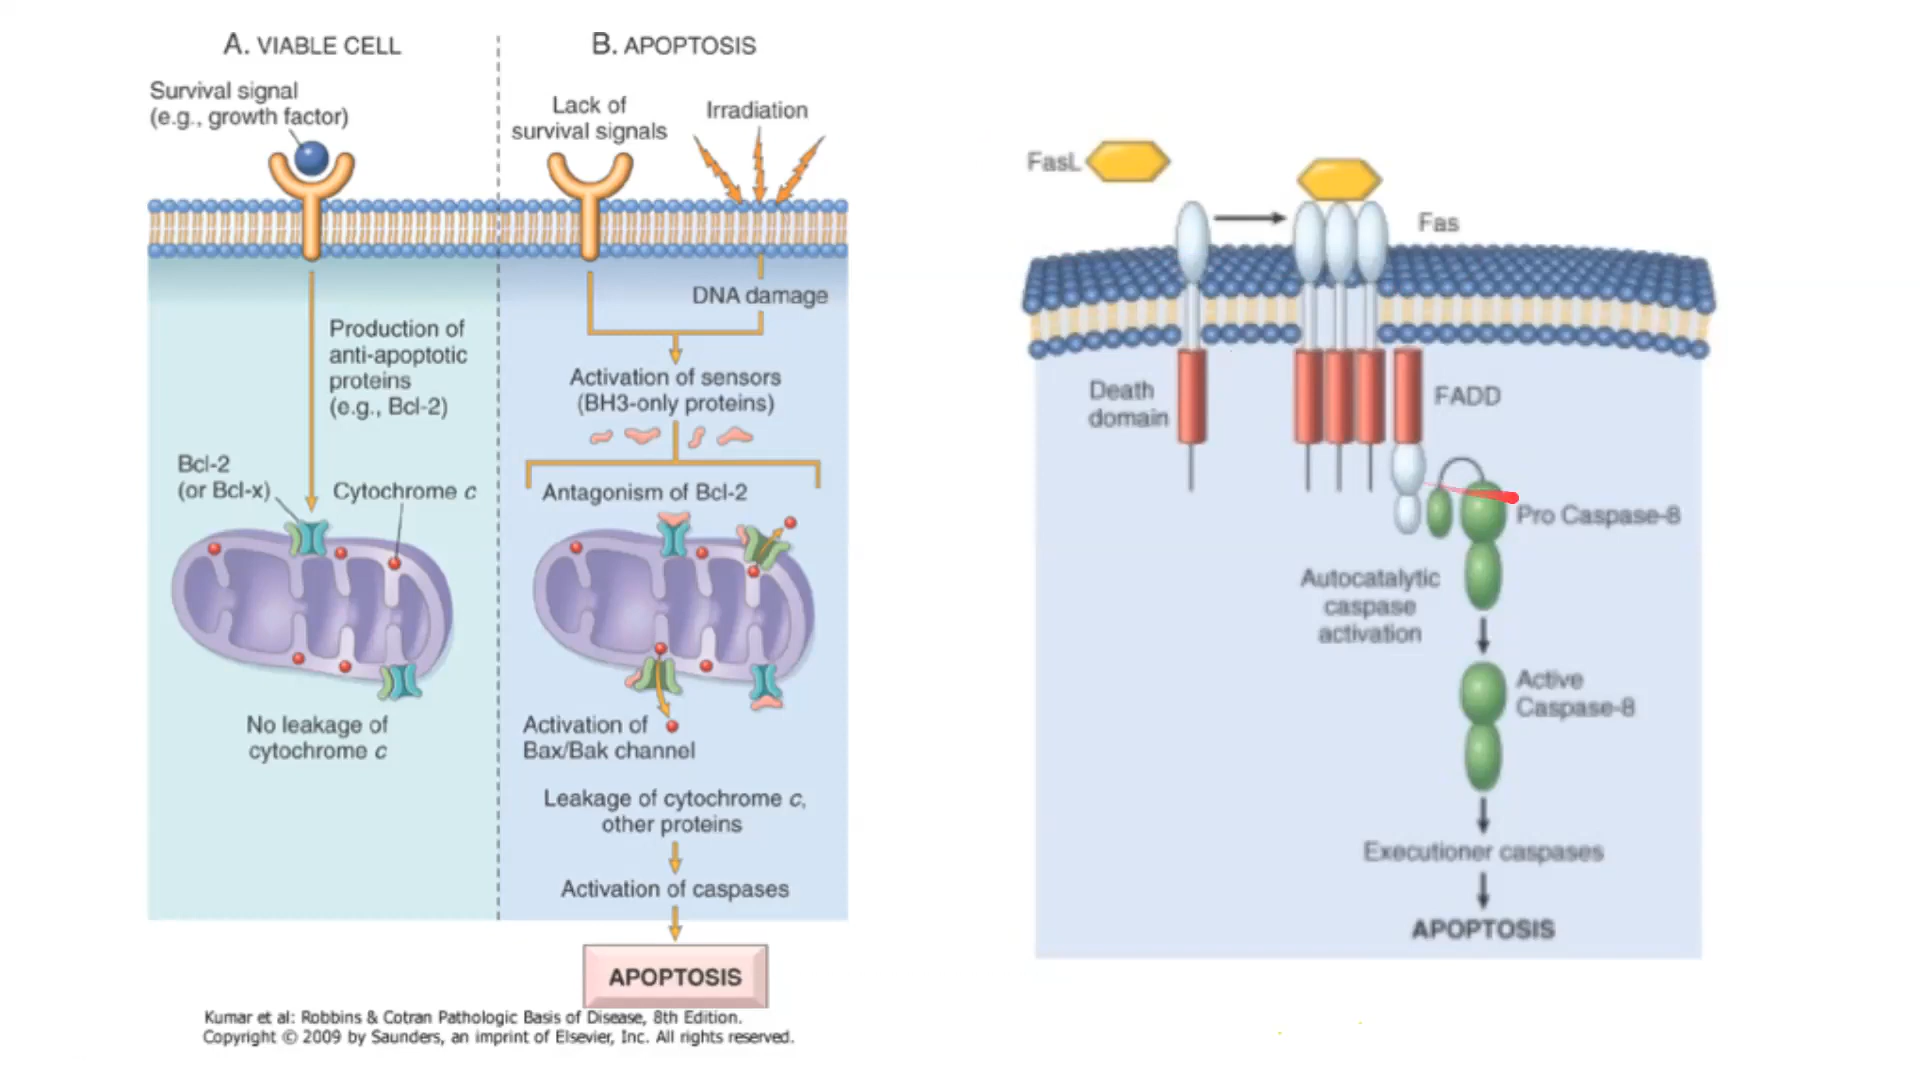 A. VIABLE CELL
Survival signal
(e.g., growth factor)
Production of
anti-apoptotic
proteins
(e.g., Bcl-2)
Bcl-2
(or Bcl-x)
Cytochrome c
No leakage of
cytochrome c
B. APOPTOSIS
Lack of
survival signals
Irradiation
DNA damage
Activation of sensors
(BH3-only proteins)
Antagonism of Bcl-2
Activation of
Bax/Bak channel
Leakage of cytochrome c,
other proteins
Activation of caspases
APOPTOSIS
Kumar et al: Robbins & Cotran Pathologic Basis of Disease, 8th Edition.
Copyright © 2009 by Saunders, an imprint of Elsevier, Inc. All rights reserved.
FasL
Fas
Death
domain
FADD
Pro Caspase-8
Autocatalytic
caspase
activation
Active
Caspase-8
Executioner caspases
APOPTOSIS